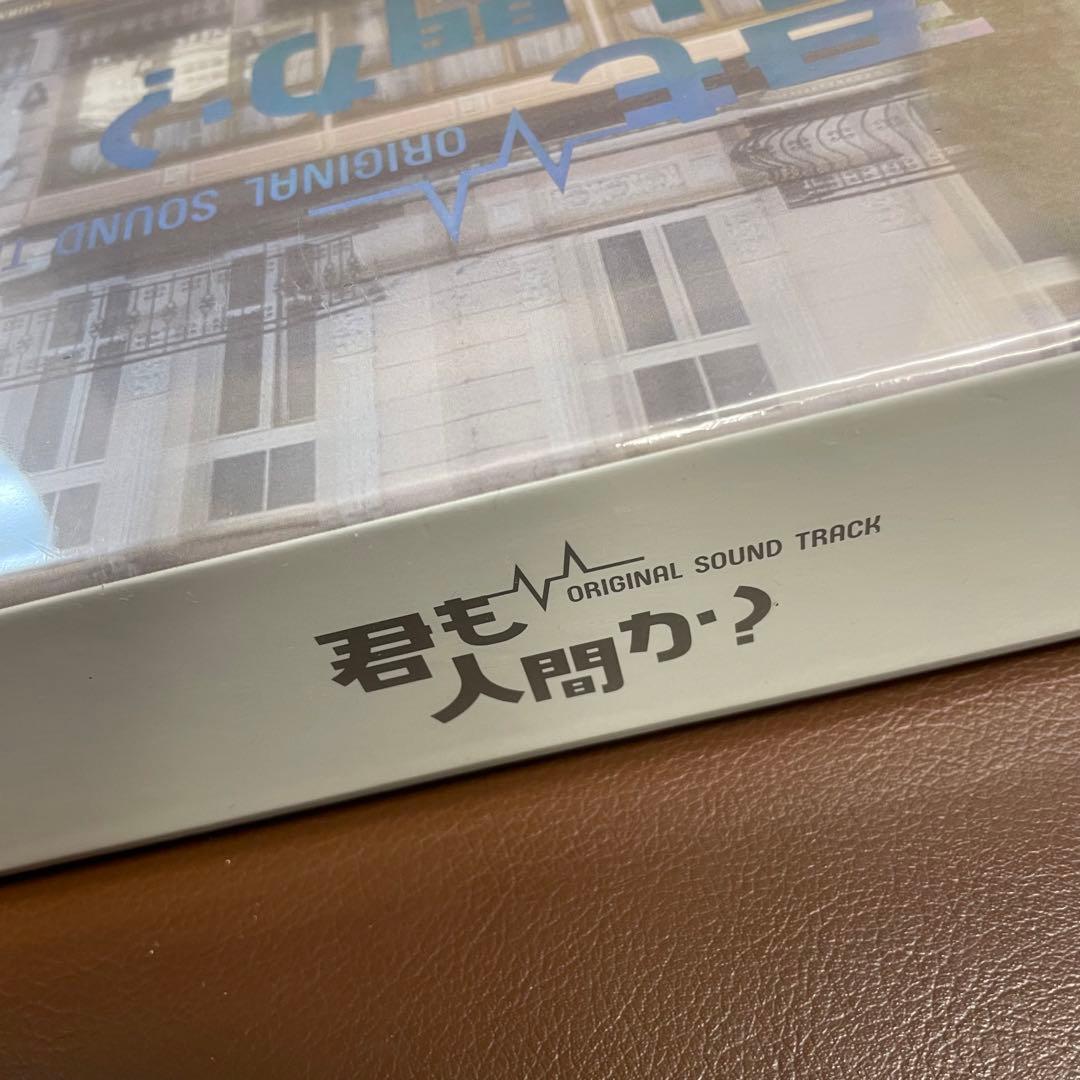 ORIGINAL SOUND
ORIGINAL SOUND TRACK
君も
人間か?